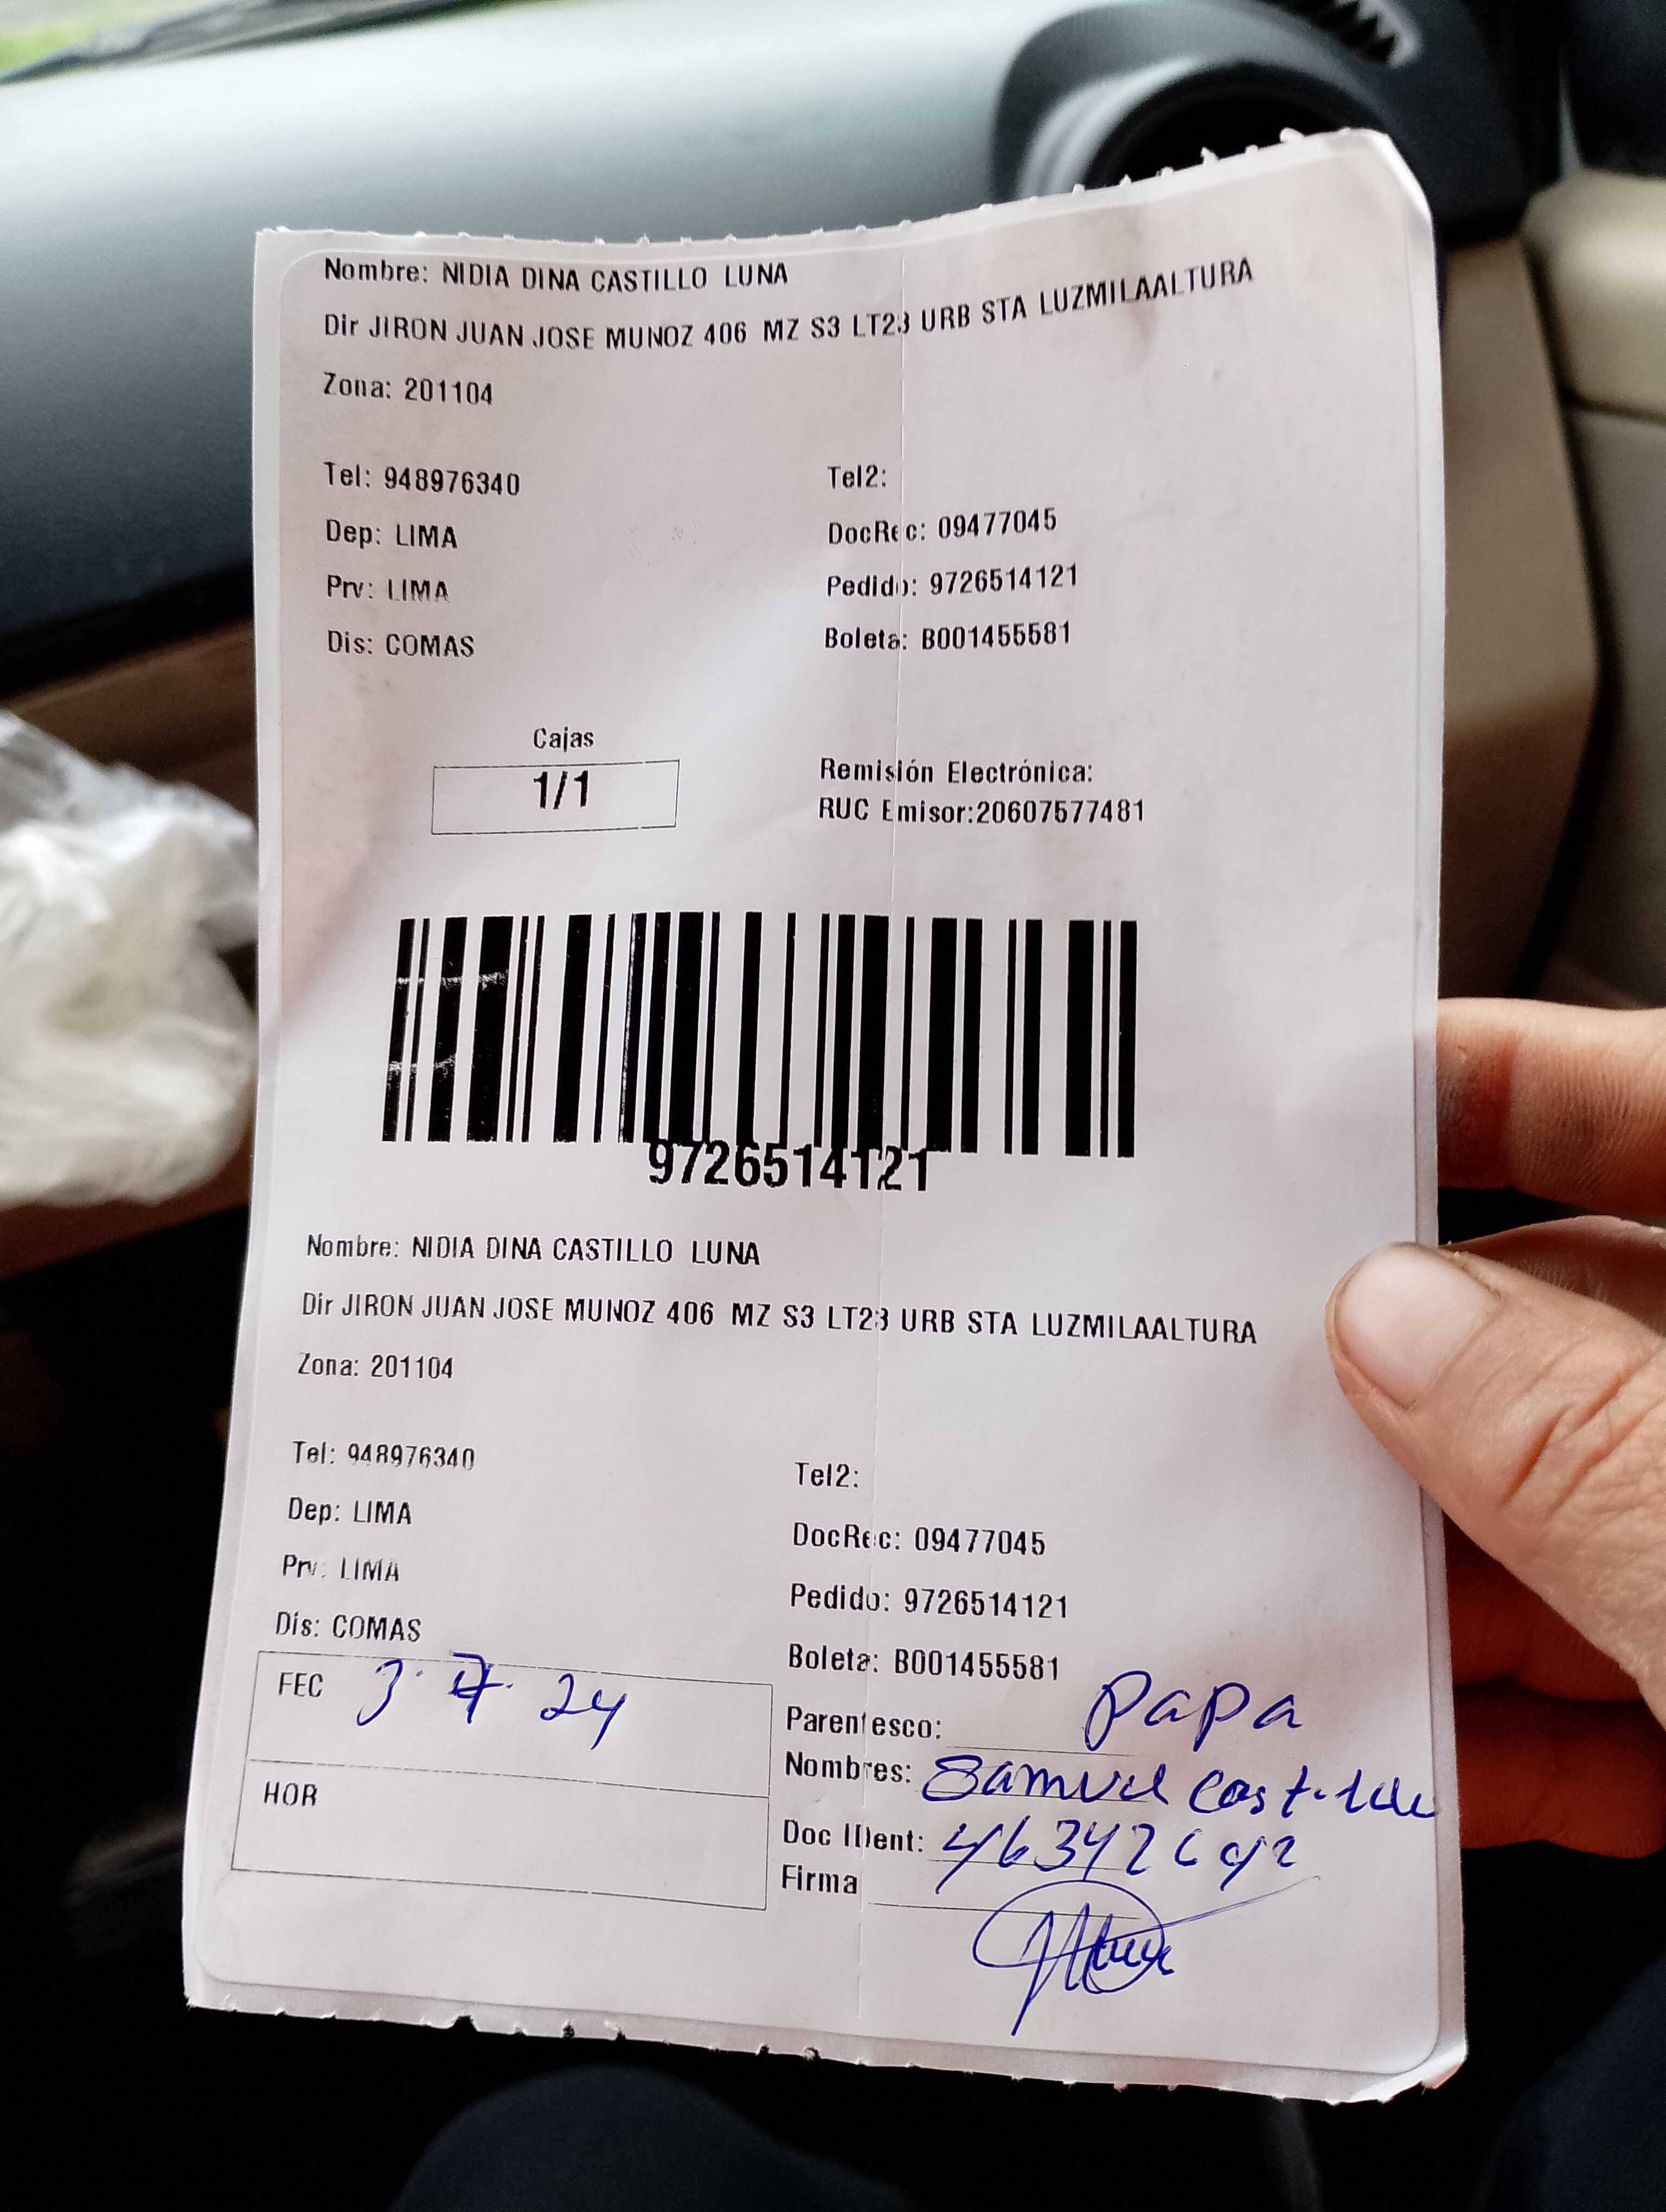 Nombre: NIDIA DINA CASTILLO LUNA
Dir JIRON JUAN JOSE MUNOZ 406 MZ S3 LT23 URB STA LUZMILAALTURA
Zona: 201104
Tel: 948976340 Tel2:
Dep: LIMA DocRec: 09477045
Prv: LIMA Pedido: 9726514121
Dis: COMAS Boleta: B001455581
Cajas
1/1
Remisión Electrónica:
RUC Emisor:20607577481
9726514121
Nombre: NIDIA DINA CASTILLO LUNA
Dir JIRON JUAN JOSE MUNOZ 406 MZ S3 LT23 URB STA LUZMILAALTURA
Zona: 201104
Tel: 948976340 Tel2:
Dep: LIMA DocRec: 09477045
Prv: LIMA Pedido: 9726514121
Dis: COMAS Boleta: B001455581
FEC 3.7.24
HOR
Parentesco: Papa
Nombres: Samuel Castillo
Doc IDent:
Firma